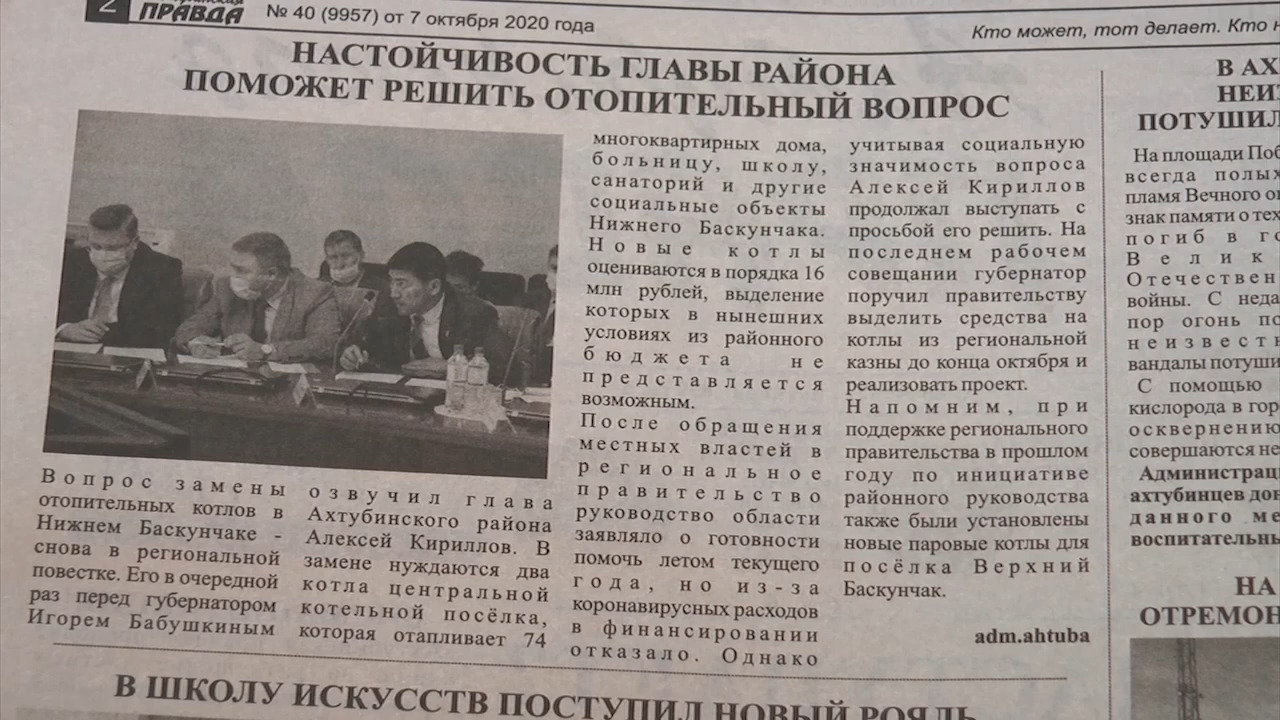 2
ПРАВДА
№ 40 (9957) от 7 октября 2020 года
Кто может, тот делает. Кто
НАСТОЙЧИВОСТЬ ГЛАВЫ РАЙОНА
ПОМОЖЕТ РЕШИТЬ ОТОПИТЕЛЬНЫЙ ВОПРОС
Вопрос замены
отопительных котлов в
Нижнем Баскунчаке -
снова в региональной
повестке. Его в очередной
раз перед губернатором
Игорем Бабушкиным
озвучил глава
Ахтубинского района
Алексей Кириллов. В
замене нуждаются два
котла центральной
котельной посёлка,
которая отапливает 74
многоквартирных дома,
больницу, школу,
санаторий и другие
социальные объекты
Нижнего Баскунчака.
Новые котлы
оцениваются в порядка 16
млн рублей, выделение
которых в нынешних
условиях из районного
бюджета не
представляется
возможным.
После обращения
местных властей в
региональное
правительство
руководство области
заявляло о готовности
помочь летом текущего
года, но из-за
коронавирусных расходов
в финансировании
отказало. Однако
учитывая социальную
значимость вопроса
Алексей Кириллов
продолжал выступать с
просьбой его решить. На
последнем рабочем
совещании губернатор
поручил правительству
выделить средства на
котлы из региональной
казны до конца октября и
реализовать проект.
Напомним, при
поддержке регионального
правительства в прошлом
году по инициативе
районного руководства
также были установлены
новые паровые котлы для
посёлка Верхний
Баскунчак.
adm.ahtuba
В АХ
НЕИ
ПОТУШИЛ
На площади Поб
всегда полых
пламя Вечного о
знак памяти о те
погиб в го
Велик
Отечествен
войны. С неда
пор огонь по
неизвестн
вандалы потуши
С помощью
кислорода в гор
осквернению
совершаются не
Администрац
ахтубинцев дон
данного ме
воспитательны
НА
ОТРЕМОН
В ШКОЛУ ИСКУССТВ ПОСТУПИЛ НОВЫЙ РОЯЛЬ